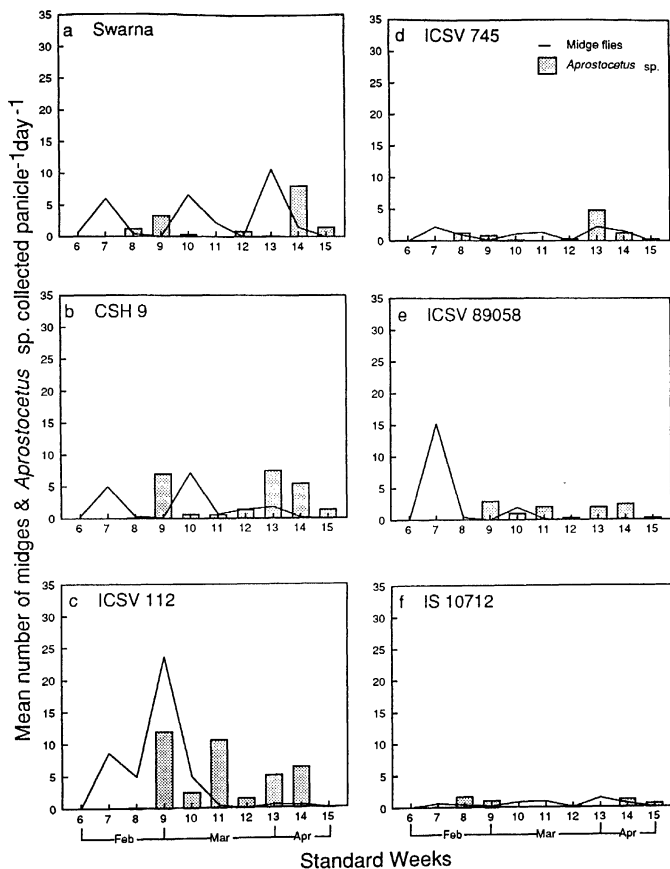 Mean number of midges & Aprostocetus sp. collected panicle-1day-1
a Swarna
35
30
25
20
15
10
5
0
6 7 8 9 10 11 12 13 14 15
d ICSV 745
Midge flies
Aprostocetus sp.
35
30
25
20
15
10
5
0
6 7 8 9 10 11 12 13 14 15
b CSH 9
35
30
25
20
15
10
5
0
6 7 8 9 10 11 12 13 14 15
e ICSV 89058
35
30
25
20
15
10
5
0
6 7 8 9 10 11 12 13 14 15
c ICSV 112
35
30
25
20
15
10
5
0
6 7 8 9 10 11 12 13 14 15
Feb Mar Apr
f IS 10712
35
30
25
20
15
10
5
0
6 7 8 9 10 11 12 13 14 15
Feb Mar Apr
Standard Weeks